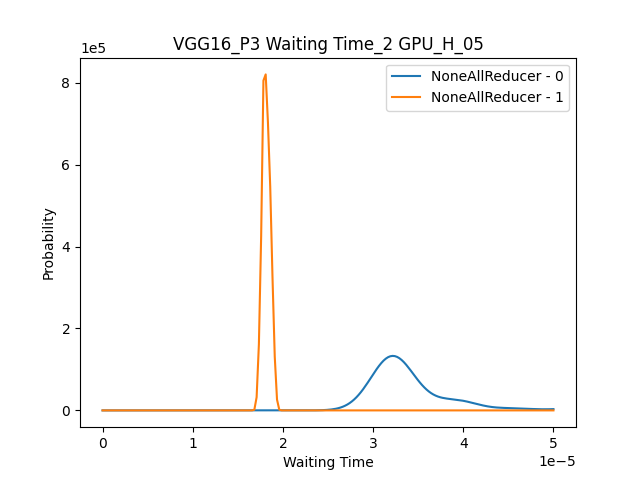 VGG16_P3 Waiting Time_2 GPU_H_05
1e5
NoneAllReducer - 0
NoneAllReducer - 1
8
6
4
2
0
Probability
0 1 2 3 4 5
1e−5
Waiting Time